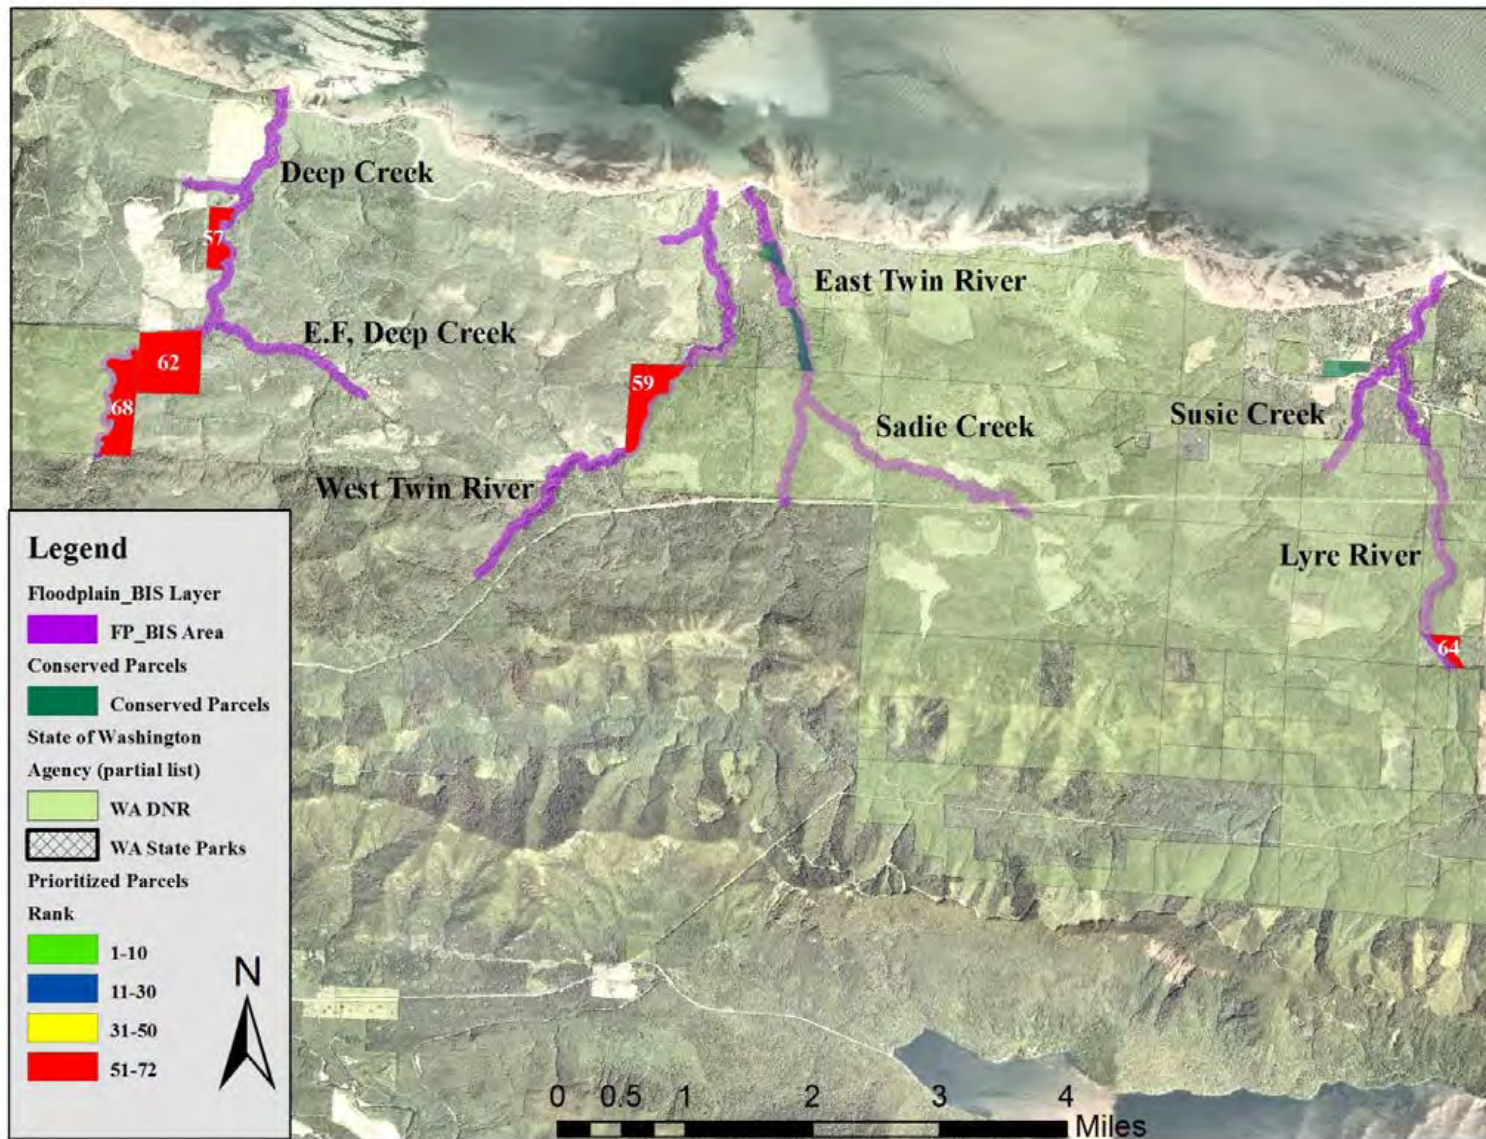 Deep Creek
57
E.F, Deep Creek
62
68
59
West Twin River
East Twin River
Sadie Creek
Susie Creek
Lyre River
64
Legend
Floodplain_BIS Layer
FP_BIS Area
Conserved Parcels
Conserved Parcels
State of Washington
Agency (partial list)
WA DNR
WA State Parks
Prioritized Parcels
Rank
1-10
11-30
31-50
51-72
N
0 0.5 1 2 3 4
Miles